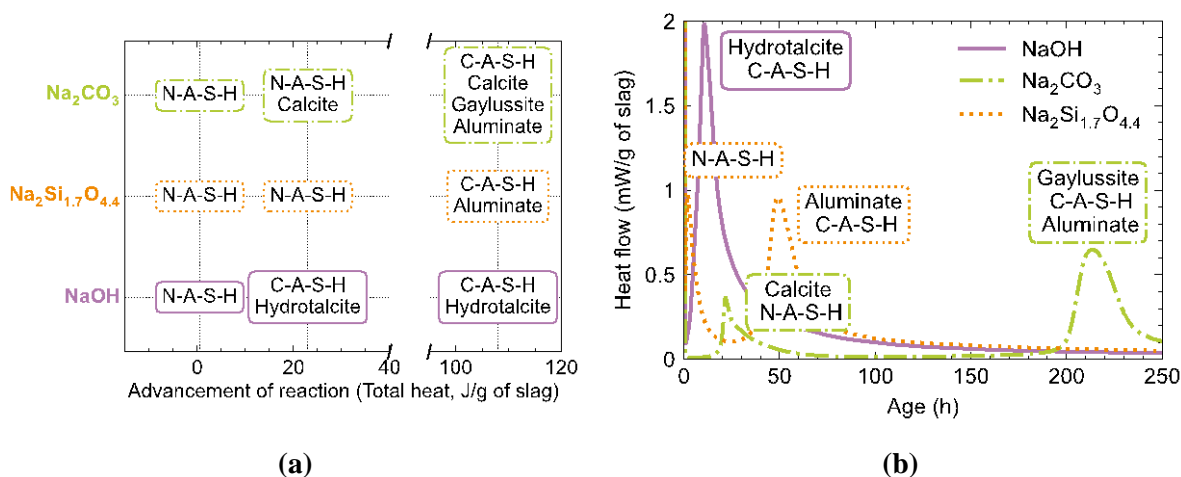 Na2CO3
N-A-S-H
N-A-S-H
Calcite
C-A-S-H
Calcite
Gaylussite
Aluminate
Na2Si1.7O4.4
N-A-S-H
N-A-S-H
C-A-S-H
Aluminate
NaOH
N-A-S-H
C-A-S-H
Hydrotalcite
C-A-S-H
Hydrotalcite
0 20 40 100 120
Advancement of reaction (Total heat, J/g of slag)
(a)
Heat flow (mW/g of slag)
2
1.5
1
0.5
0
Hydrotalcite
C-A-S-H
NaOH
Na2CO3
Na2Si1.7O4.4
N-A-S-H
Aluminate
C-A-S-H
Gaylussite
C-A-S-H
Aluminate
Calcite
N-A-S-H
0 50 100 150 200 250
Age (h)
(b)